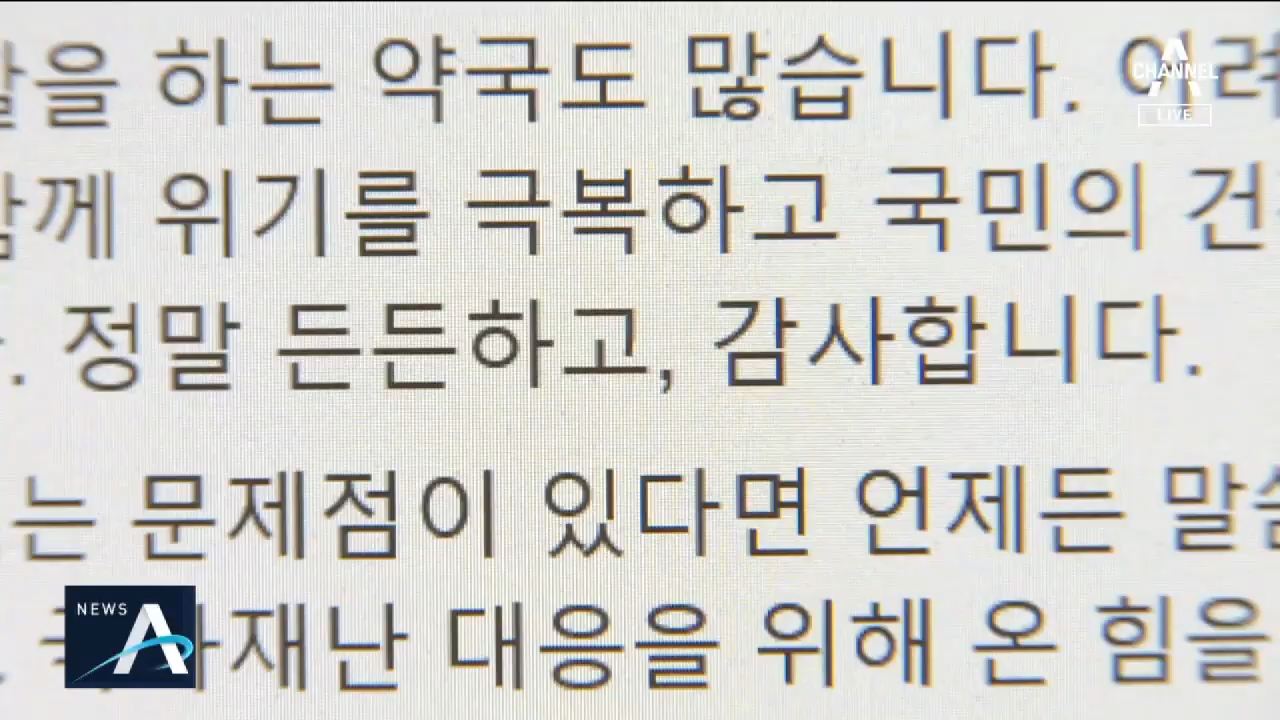 을 하는 약국도 많습니다.
CHANNEL A
LIVE
함께 위기를 극복하고 국민의 건
. 정말 든든하고, 감사합니다.
는 문제점이 있다면 언제든 말씀
NEWS A
재난 대응을 위해 온 힘을